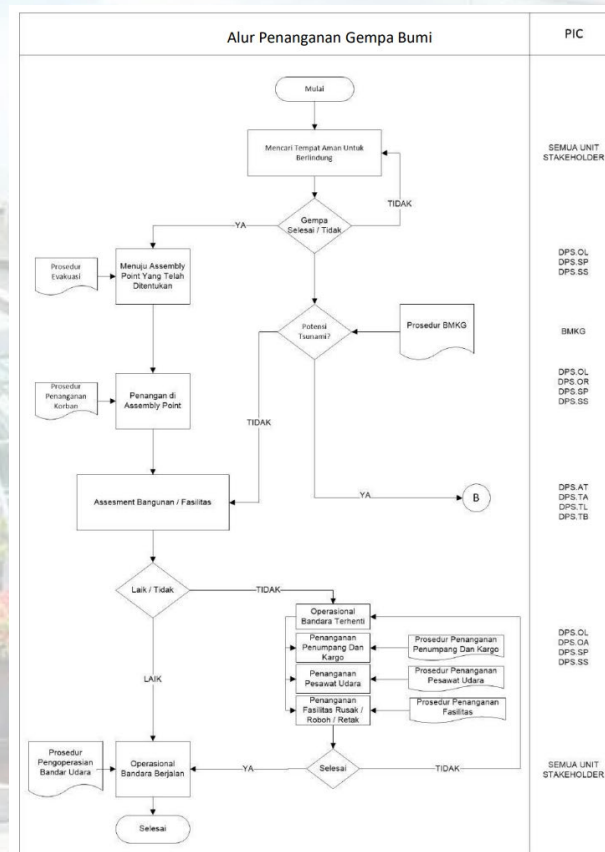 Alur Penanganan Gempa Bumi
PIC
Mulai
Mencari Tempat Aman Untuk
Berlindung
SEMUA UNIT
STAKEHOLDER
TIDAK
YA
Gempa
Selesai / Tidak
Prosedur
Evakuasi
Menuju Assembly
Point Yang Telah
Ditentukan
DPS.OL
DPS.SP
DPS.SS
Potensi
Tsunami?
Prosedur BMKG
BMKG
Prosedur
Penanganan
Korban
Penangan di
Assembly Point
DPS.OL
DPS.OR
DPS.SP
DPS.SS
TIDAK
Assesment Bangunan / Fasilitas
YA
B
DPS.AT
DPS.TA
DPS.TL
DPS.TB
Laik / Tidak
TIDAK
Operasional
Bandara Terhenti
Penanganan
Penumpang Dan
Kargo
Prosedur Penanganan
Penumpang Dan Kargo
Penanganan
Pesawat Udara
Prosedur Penanganan
Pesawat Udara
Penanganan
Fasilitas Rusak /
Roboh / Retak
Prosedur Penanganan
Fasilitas
DPS.OL
DPS.OA
DPS.SP
DPS.SS
LAIK
Prosedur
Pengoperasian
Bandar Udara
Operasional
Bandara Berjalan
YA
Selesai
TIDAK
SEMUA UNIT
STAKEHOLDER
Selesai